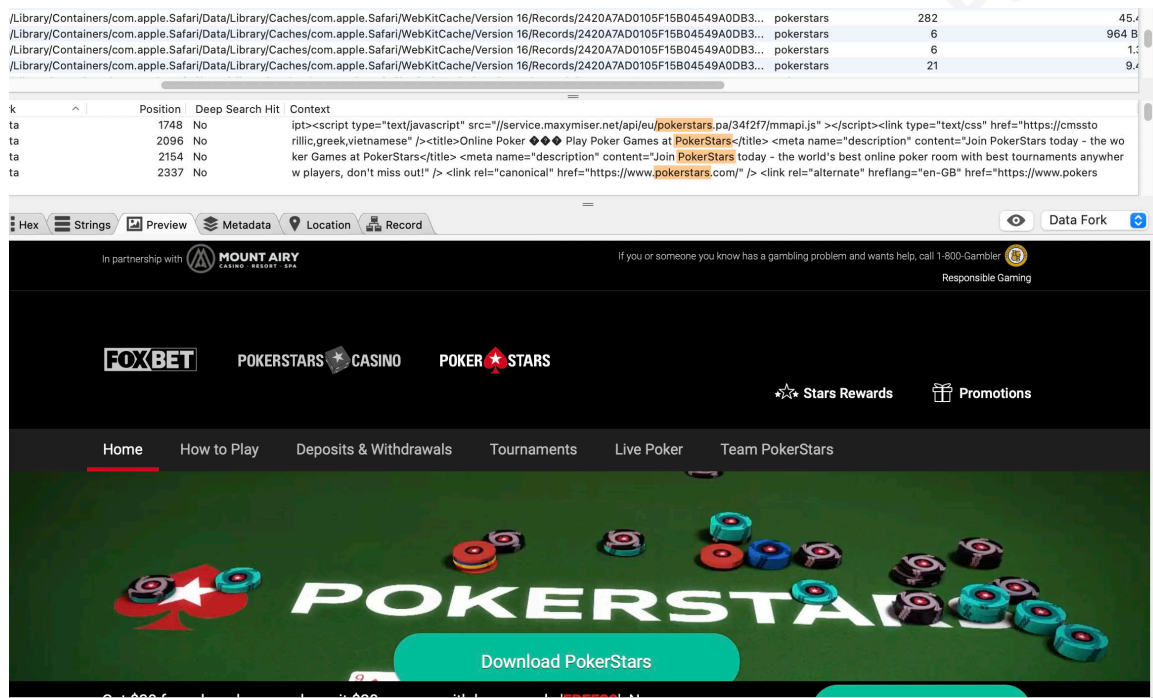 /Library/Containers/com.apple.Safari/Data/Library/Caches/com.apple.Safari/WebKitCache/Version 16/Records/2420A7AD0105F15B04549A0DB3... pokerstars 282 45.4
/Library/Containers/com.apple.Safari/Data/Library/Caches/com.apple.Safari/WebKitCache/Version 16/Records/2420A7AD0105F15B04549A0DB3... pokerstars 6 964 B
/Library/Containers/com.apple.Safari/Data/Library/Caches/com.apple.Safari/WebKitCache/Version 16/Records/2420A7AD0105F15B04549A0DB3... pokerstars 6 1.3
/Library/Containers/com.apple.Safari/Data/Library/Caches/com.apple.Safari/WebKitCache/Version 16/Records/2420A7AD0105F15B04549A0DB3... pokerstars 21 9.4
rk Position Deep Search Hit Context
ta 1748 No ipt><script type="text/javascript" src="//service.maxymiser.net/api/eu/pokerstars.pa/34f2f7/mmapi.js" ></script><link type="text/css" href="https://cmssto
ta 2096 No rillic,greek,vietnamese" /><title>Online Poker ��� Play Poker Games at PokerStars</title> <meta name="description" content="Join PokerStars today - the wo
ta 2154 No ker Games at PokerStars</title> <meta name="description" content="Join PokerStars today - the world's best online poker room with best tournaments anywher
ta 2337 No w players, don't miss out!" /> <link rel="canonical" href="https://www.pokerstars.com/" /> <link rel="alternate" hreflang="en-GB" href="https://www.pokers
Hex Strings Preview Metadata Location Record Data Fork
In partnership with MOUNT AIRY
CASINO · RESORT · SPA
If you or someone you know has a gambling problem and wants help, call 1-800-Gambler
Responsible Gaming
FOXBET POKERSTARS CASINO POKER STARS
Stars Rewards Promotions
Home How to Play Deposits & Withdrawals Tournaments Live Poker Team PokerStars
POKERSTARS
Download PokerStars